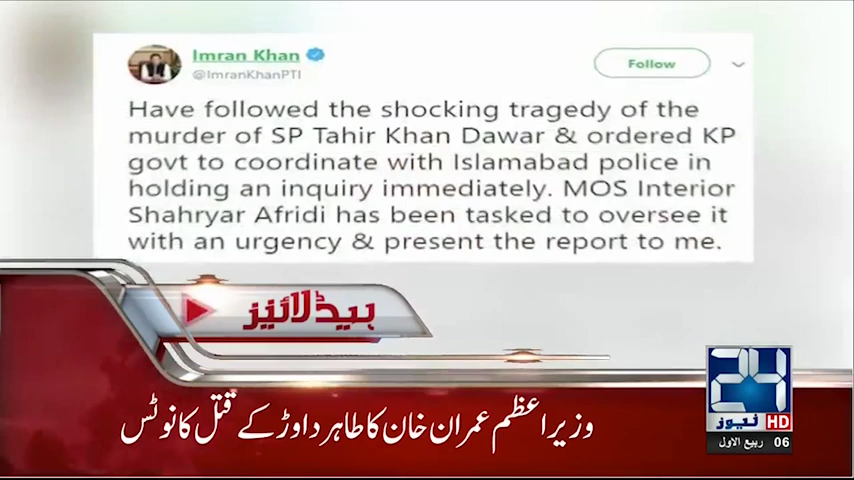 Imran Khan
@ImranKhanPTI
Follow
Have followed the shocking tragedy of the
murder of SP Tahir Khan Dawar & ordered KP
govt to coordinate with Islamabad police in
holding an inquiry immediately. MOS Interior
Shahryar Afridi has been tasked to oversee it
with an urgency & present the report to me.
ہیڈلائنز
وزیراعظم عمران خان کا طاہر داوڑ کے قتل کا نوٹس
24
نیوز HD
06 ربیع الاول